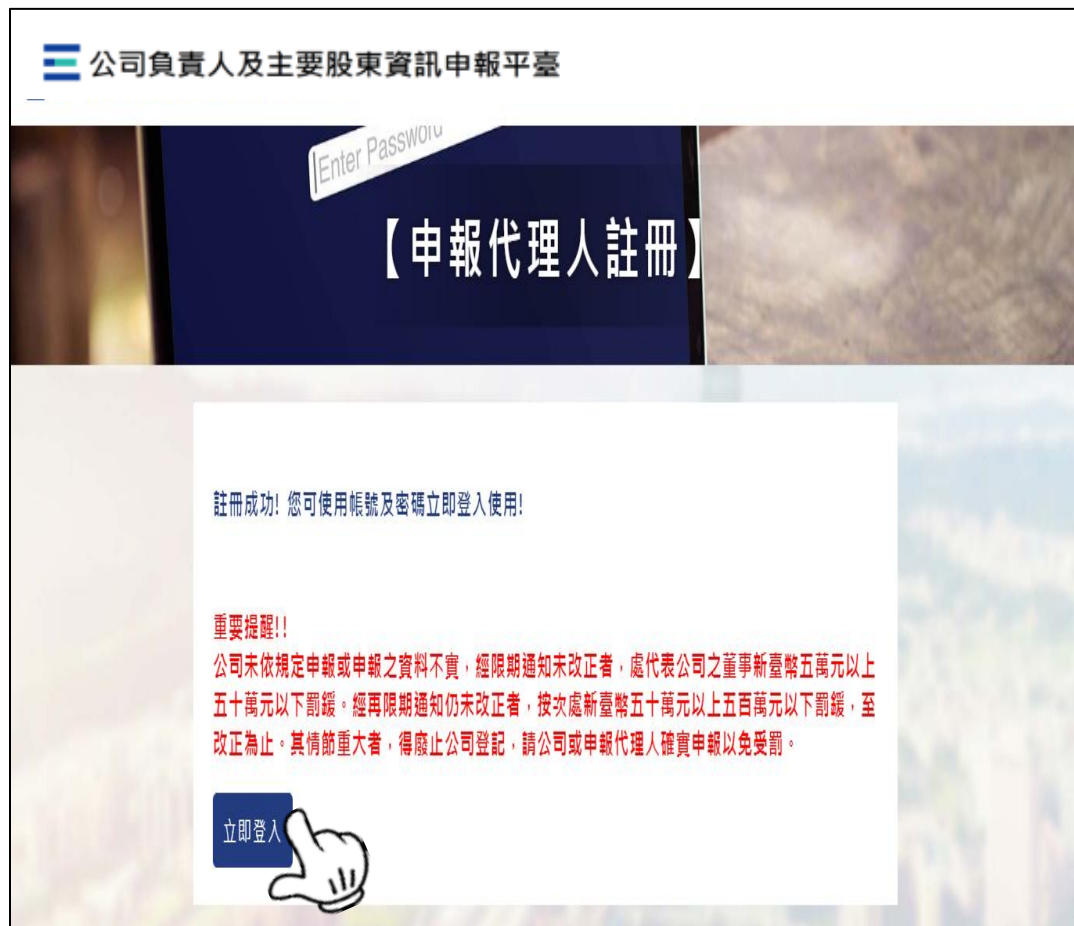 公司負責人及主要股東資訊申報平臺
Enter Password
【申報代理人註冊】
註冊成功! 您可使用帳號及密碼立即登入使用!
重要提醒!!
公司未依規定申報或申報之資料不實，經限期通知未改正者，處代表公司之董事新臺幣五萬元以上
五十萬元以下罰鍰。經再限期通知仍未改正者，按次處新臺幣五十萬元以上五百萬元以下罰鍰，至
改正為止。其情節重大者，得廢止公司登記，請公司或申報代理人確實申報以免受罰。
立即登入